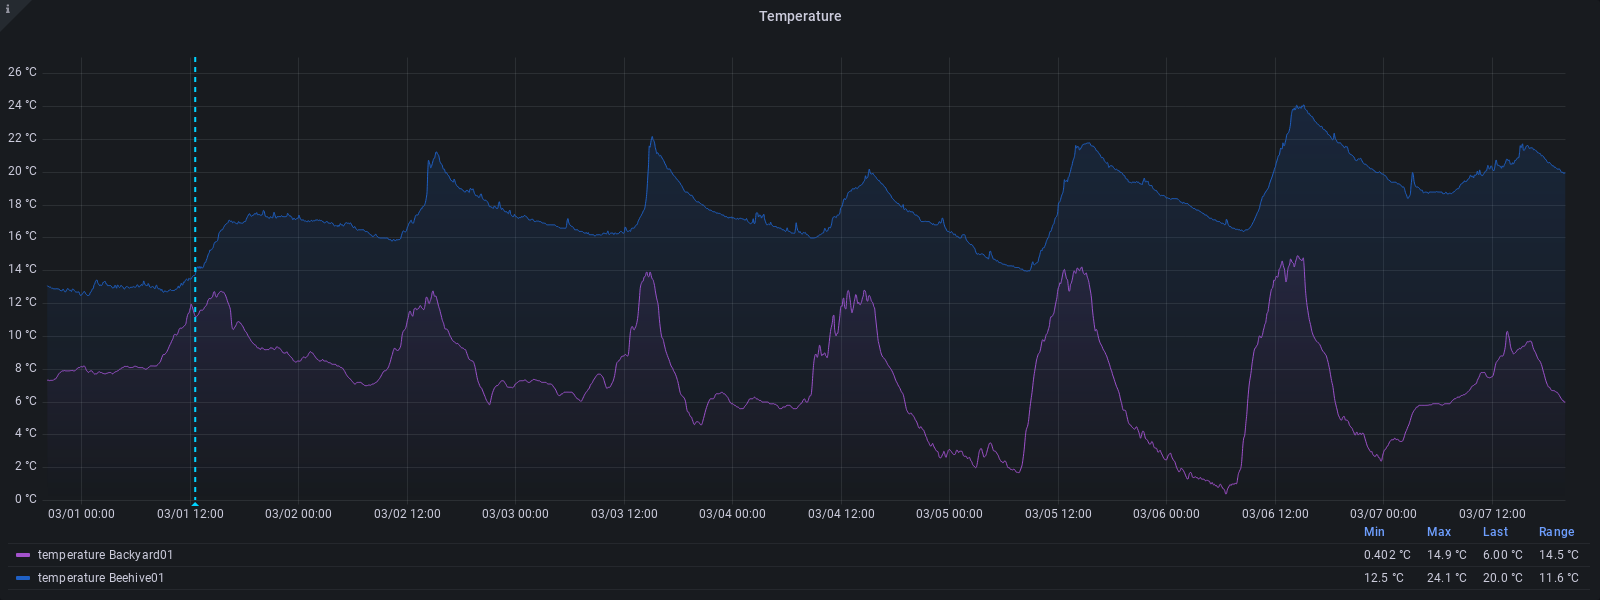 i
Temperature
26 °C
24 °C
22 °C
20 °C
18 °C
16 °C
14 °C
12 °C
10 °C
8 °C
6 °C
4 °C
2 °C
0 °C
03/01 00:00 03/01 12:00 03/02 00:00 03/02 12:00 03/03 00:00 03/03 12:00 03/04 00:00 03/04 12:00 03/05 00:00 03/05 12:00 03/06 00:00 03/06 12:00 03/07 00:00 03/07 12:00
Min Max Last Range
temperature Backyard01 0.402 °C 14.9 °C 6.00 °C 14.5 °C
temperature Beehive01 12.5 °C 24.1 °C 20.0 °C 11.6 °C